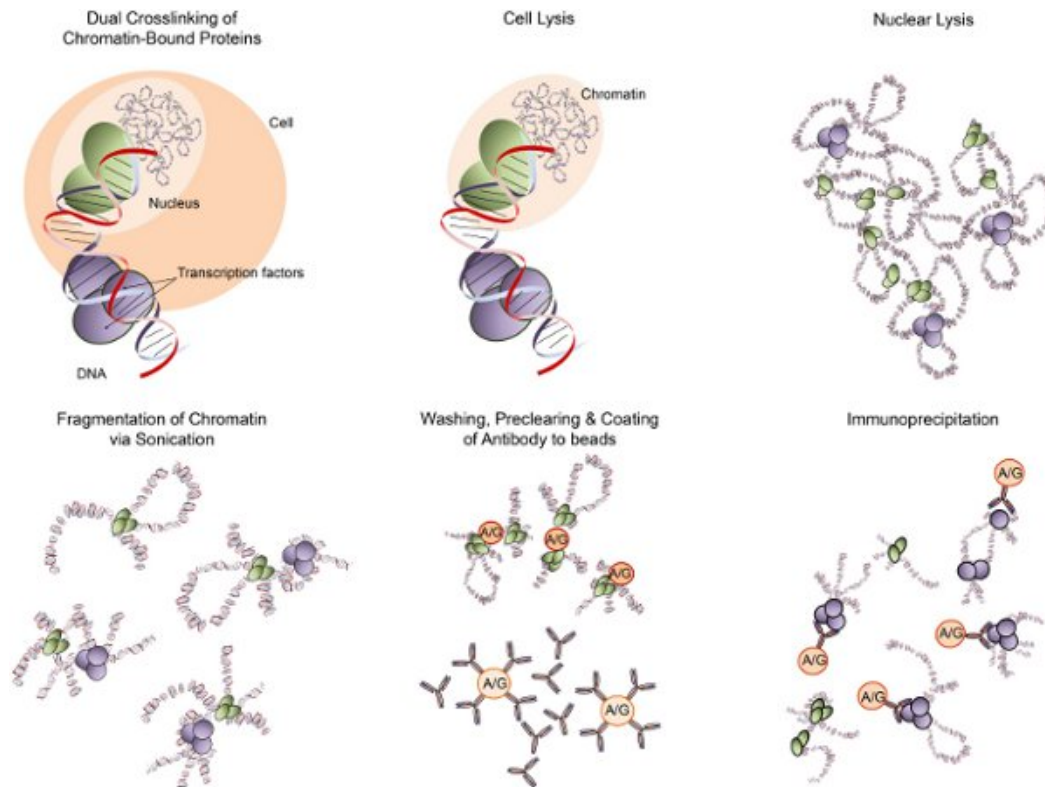 Dual Crosslinking of
Chromatin-Bound Proteins
Cell
Nucleus
Transcription factors
DNA
Cell Lysis
Chromatin
Nuclear Lysis
Fragmentation of Chromatin
via Sonication
Washing, Preclearing & Coating
of Antibody to beads
A/G
A/G
A/G
A/G
A/G
Immunoprecipitation
A/G
A/G
A/G
A/G